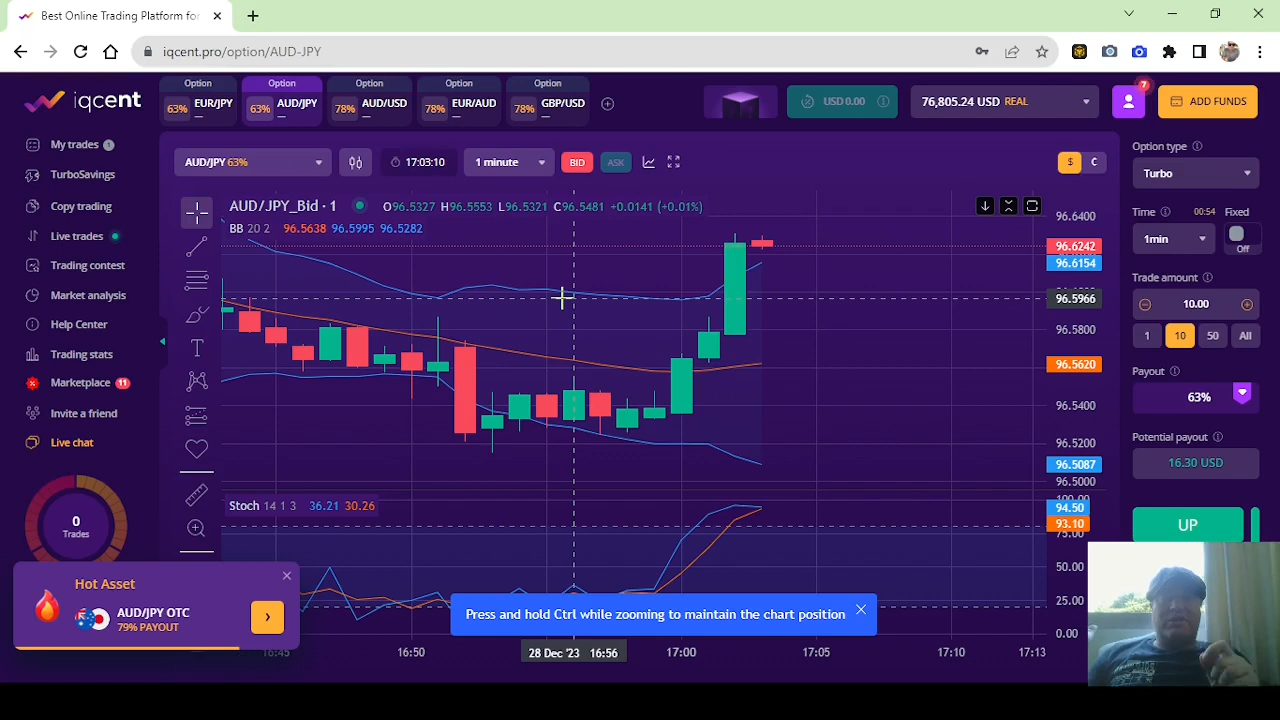 Best Online Trading Platform for
iqcent.pro/option/AUD-JPY
iqcent
Option
63% EUR/JPY
Option
63% AUD/JPY
Option
78% AUD/USD
Option
78% EUR/AUD
Option
78% GBP/USD
USD 0.00
76,805.24 USD REAL
7
ADD FUNDS
My trades 1
TurboSavings
Copy trading
Live trades
Trading contest
Market analysis
Help Center
Trading stats
Marketplace 11
Invite a friend
Live chat
0
Trades
AUD/JPY 63%
17:03:10
1 minute
BID
ASK
$ C
AUD/JPY_Bid · 1 O96.5327 H96.5553 L96.5321 C96.5481 +0.0141 (+0.01%)
BB 20 2 96.5638 96.5995 96.5282
96.6400
96.6242
96.6154
96.5966
96.5800
96.5620
96.5400
96.5200
96.5087
96.5000
Stoch 14 1 3 36.21 30.26
100.00
94.50
93.10
75.00
50.00
25.00
0.00
Hot Asset
AUD/JPY OTC
79% PAYOUT
Press and hold Ctrl while zooming to maintain the chart position
16:45
16:50
28 Dec '23 16:56
17:00
17:05
17:10
17:13
Option type
Turbo
Time 00:54 Fixed
1min
Off
Trade amount
10.00
1 10 50 All
Payout
63%
Potential payout
16.30 USD
UP